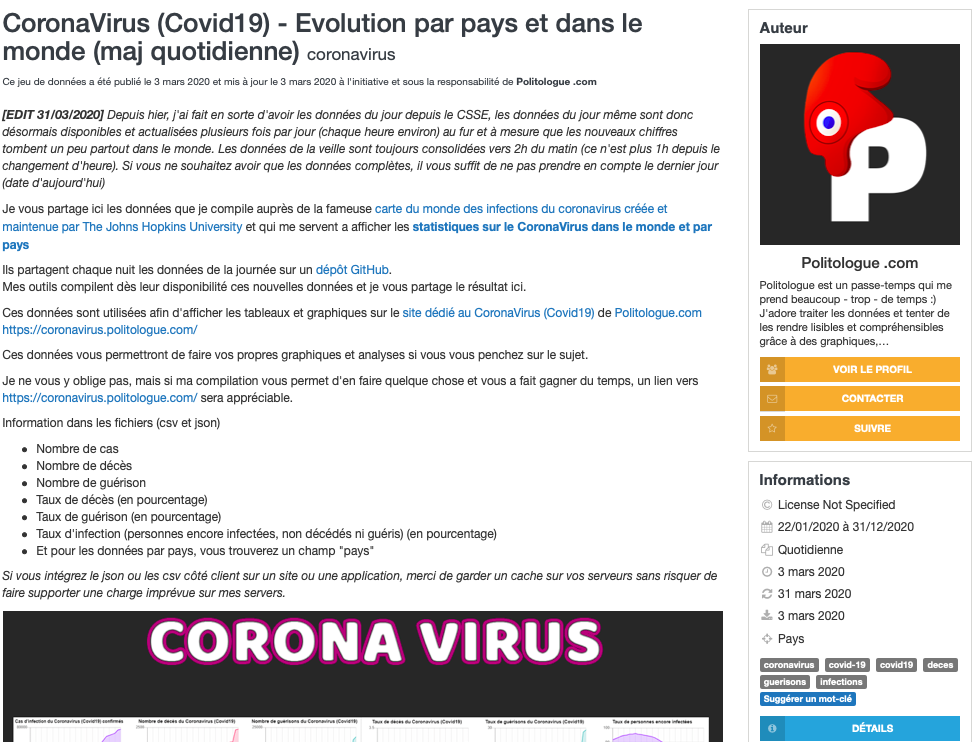 CoronaVirus (Covid19) - Evolution par pays et dans le
monde (maj quotidienne) coronavirus
Ce jeu de données a été publié le 3 mars 2020 et mis à jour le 3 mars 2020 à l'initiative et sous la responsabilité de Politologue .com
[EDIT 31/03/2020] Depuis hier, j'ai fait en sorte d'avoir les données du jour depuis le CSSE, les données du jour même sont donc
désormais disponibles et actualisées plusieurs fois par jour (chaque heure environ) au fur et à mesure que les nouveaux chiffres
tombent un peu partout dans le monde. Les données de la veille sont toujours consolidées vers 2h du matin (ce n'est plus 1h depuis le
changement d'heure). Si vous ne souhaitez avoir que les données complètes, il vous suffit de ne pas prendre en compte le dernier jour
(date d'aujourd'hui)
Je vous partage ici les données que je compile auprès de la fameuse carte du monde des infections du coronavirus créée et
maintenue par The Johns Hopkins University et qui me servent a afficher les statistiques sur le CoronaVirus dans le monde et par
pays
Ils partagent chaque nuit les données de la journée sur un dépôt GitHub.
Mes outils compilent dès leur disponibilité ces nouvelles données et je vous partage le résultat ici.
Ces données sont utilisées afin d'afficher les tableaux et graphiques sur le site dédié au CoronaVirus (Covid19) de Politologue.com
https://coronavirus.politologue.com/
Ces données vous permettront de faire vos propres graphiques et analyses si vous vous penchez sur le sujet.
Je ne vous y oblige pas, mais si ma compilation vous permet d'en faire quelque chose et vous a fait gagner du temps, un lien vers
https://coronavirus.politologue.com/ sera appréciable.
Information dans les fichiers (csv et json)
• Nombre de cas
• Nombre de décès
• Nombre de guérison
• Taux de décès (en pourcentage)
• Taux de guérison (en pourcentage)
• Taux d'infection (personnes encore infectées, non décédés ni guéris) (en pourcentage)
• Et pour les données par pays, vous trouverez un champ "pays"
Si vous intégrez le json ou les csv côté client sur un site ou une application, merci de garder un cache sur vos serveurs sans risquer de
faire supporter une charge imprévue sur mes servers.
CORONA VIRUS
Cas d'infection du Coronavirus (Covid19) confirmés
Nombre de décès du Coronavirus (Covid19)
Nombre de guérisons du Coronavirus (Covid19)
Taux de décès du Coronavirus (Covid19)
Taux de guérisons du Coronavirus (Covid19)
Taux de personnes encore infectées
Auteur
P
Politologue .com
Politologue est un passe-temps qui me
prend beaucoup - trop - de temps :)
J'adore traiter les données et tenter de
les rendre lisibles et compréhensibles
grâce à des graphiques,...
VOIR LE PROFIL
CONTACTER
SUIVRE
Informations
License Not Specified
22/01/2020 à 31/12/2020
Quotidienne
3 mars 2020
31 mars 2020
3 mars 2020
Pays
coronavirus covid-19 covid19 deces
guerisons infections
Suggérer un mot-clé
DÉTAILS